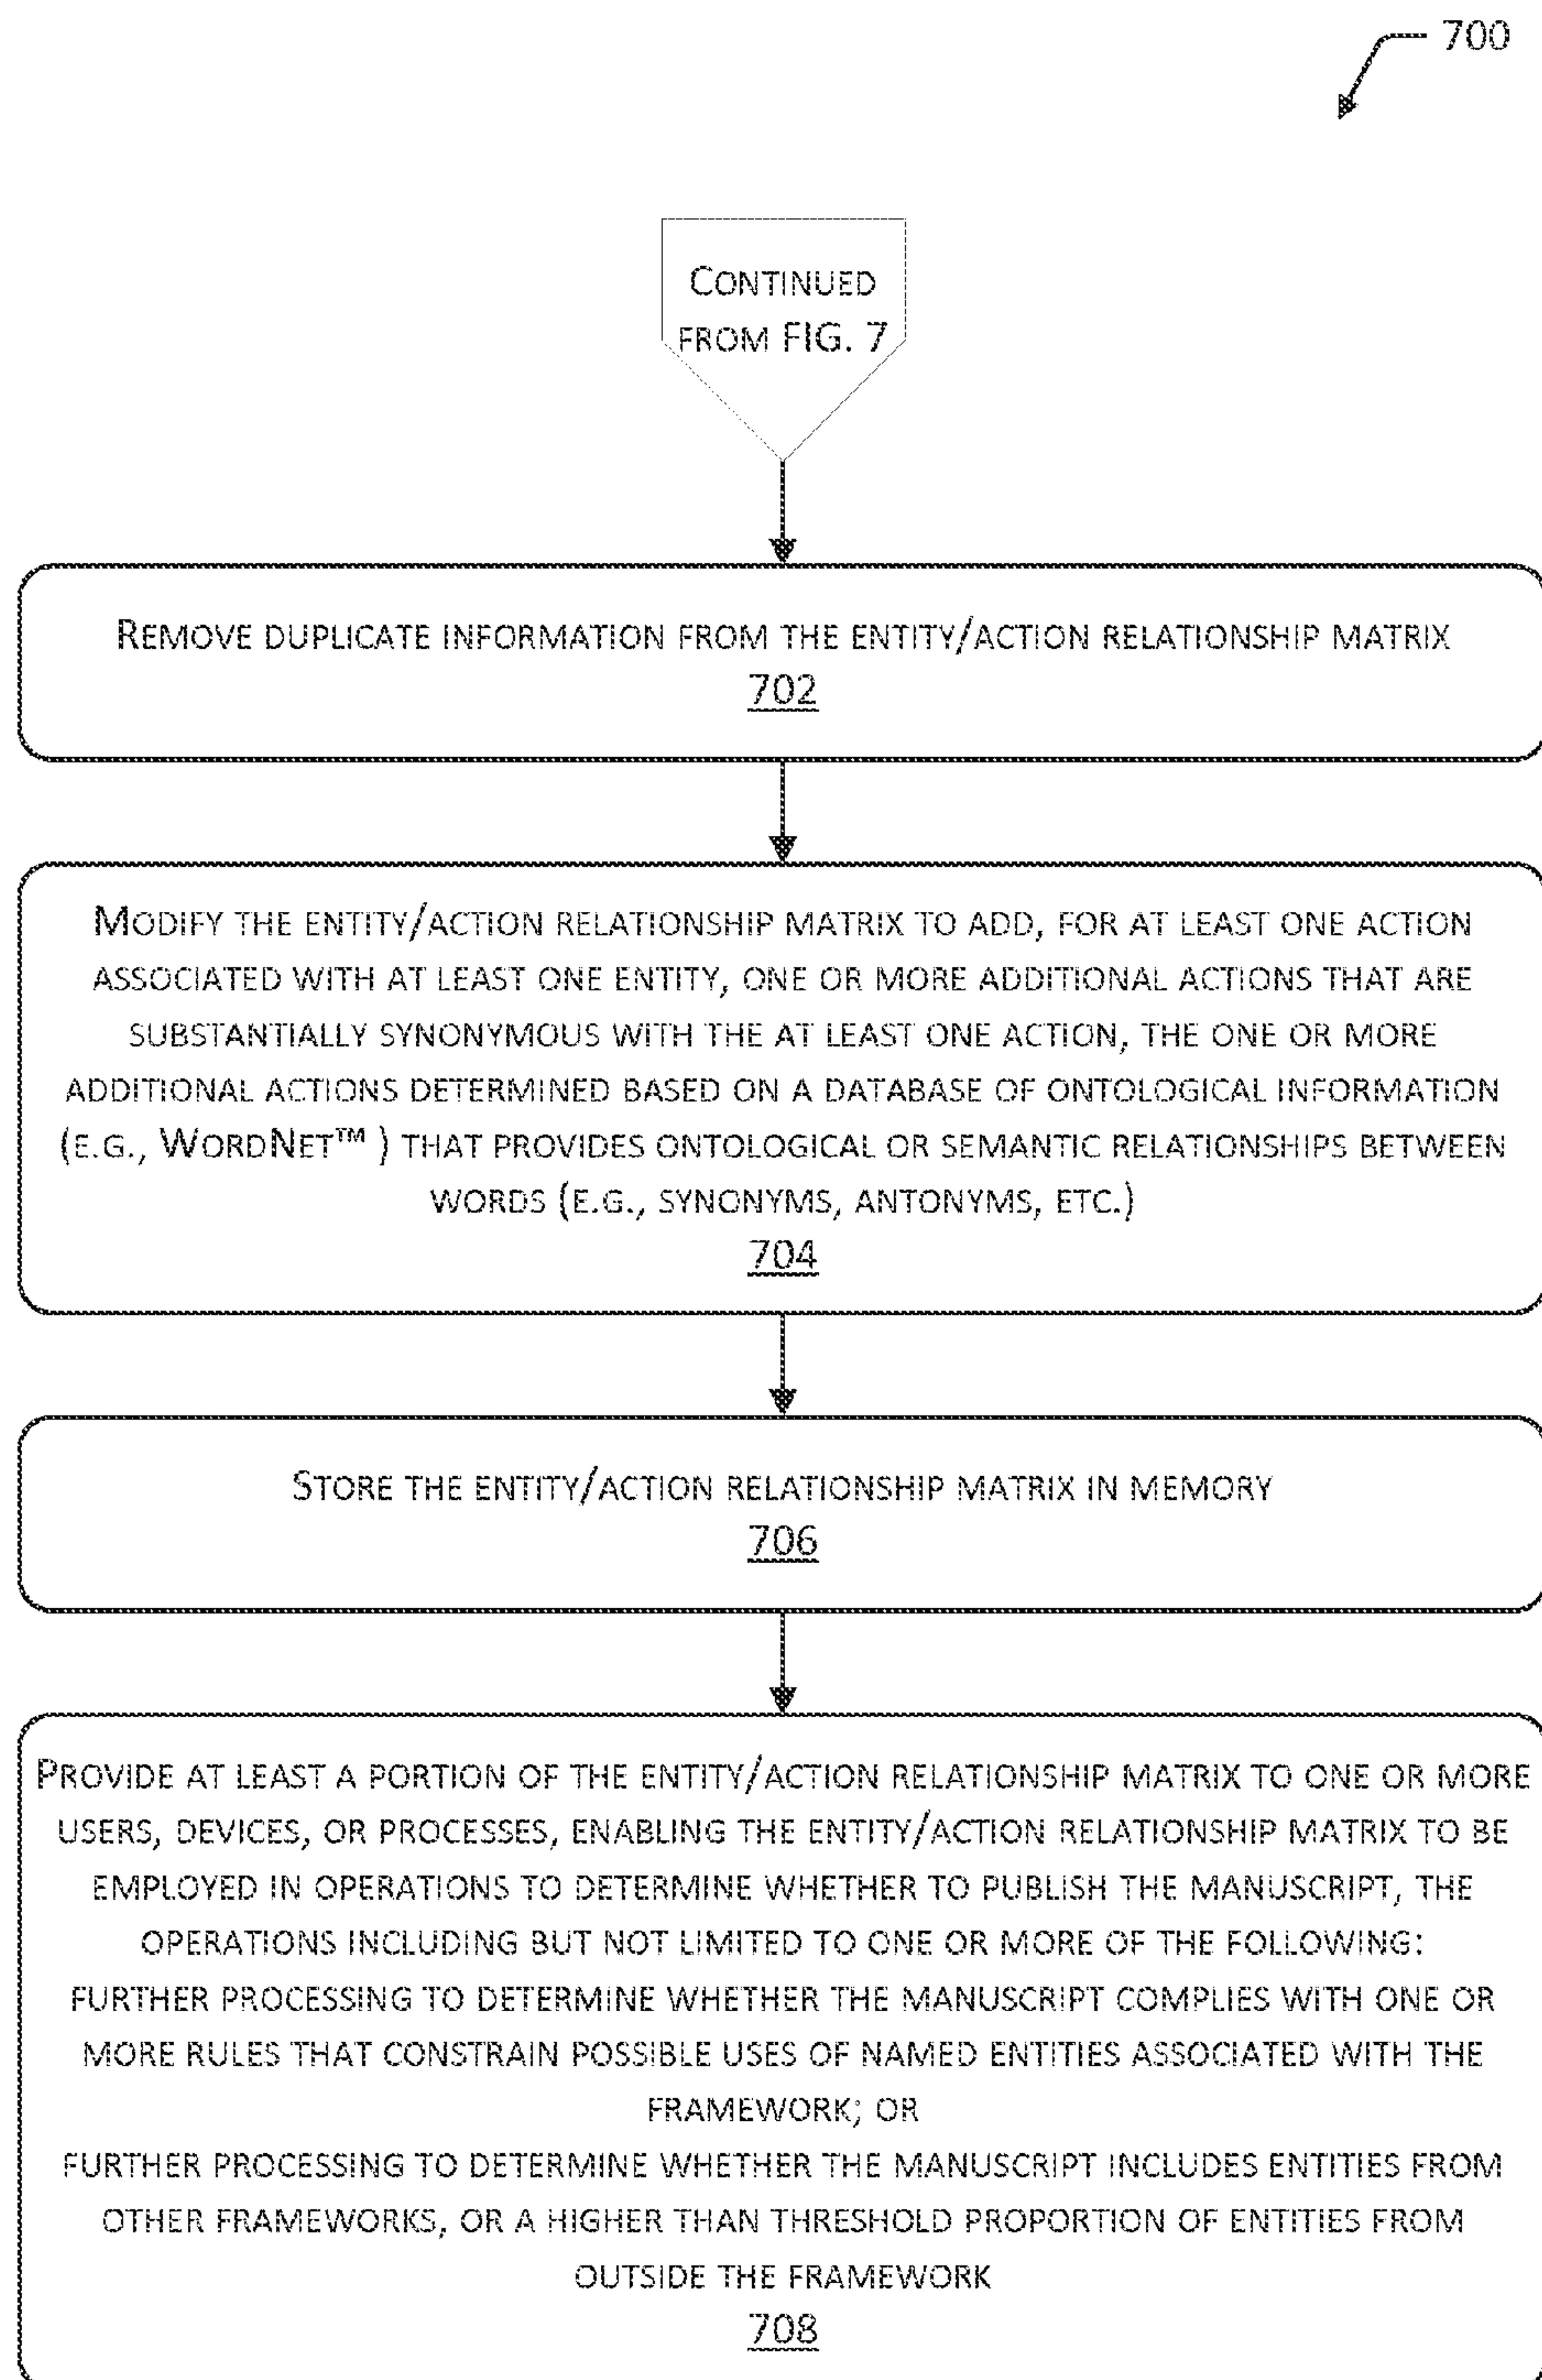 700
CONTINUED
FROM FIG. 7
REMOVE DUPLICATE INFORMATION FROM THE ENTITY/ACTION RELATIONSHIP MATRIX
702
MODIFY THE ENTITY/ACTION RELATIONSHIP MATRIX TO ADD, FOR AT LEAST ONE ACTION
ASSOCIATED WITH AT LEAST ONE ENTITY, ONE OR MORE ADDITIONAL ACTIONS THAT ARE
SUBSTANTIALLY SYNONYMOUS WITH THE AT LEAST ONE ACTION, THE ONE OR MORE
ADDITIONAL ACTIONS DETERMINED BASED ON A DATABASE OF ONTOLOGICAL INFORMATION
(E.G., WORDNET™ ) THAT PROVIDES ONTOLOGICAL OR SEMANTIC RELATIONSHIPS BETWEEN
WORDS (E.G., SYNONYMS, ANTONYMS, ETC.)
704
STORE THE ENTITY/ACTION RELATIONSHIP MATRIX IN MEMORY
706
PROVIDE AT LEAST A PORTION OF THE ENTITY/ACTION RELATIONSHIP MATRIX TO ONE OR MORE
USERS, DEVICES, OR PROCESSES, ENABLING THE ENTITY/ACTION RELATIONSHIP MATRIX TO BE
EMPLOYED IN OPERATIONS TO DETERMINE WHETHER TO PUBLISH THE MANUSCRIPT, THE
OPERATIONS INCLUDING BUT NOT LIMITED TO ONE OR MORE OF THE FOLLOWING:
FURTHER PROCESSING TO DETERMINE WHETHER THE MANUSCRIPT COMPLIES WITH ONE OR
MORE RULES THAT CONSTRAIN POSSIBLE USES OF NAMED ENTITIES ASSOCIATED WITH THE
FRAMEWORK; OR
FURTHER PROCESSING TO DETERMINE WHETHER THE MANUSCRIPT INCLUDES ENTITIES FROM
OTHER FRAMEWORKS, OR A HIGHER THAN THRESHOLD PROPORTION OF ENTITIES FROM
OUTSIDE THE FRAMEWORK
708